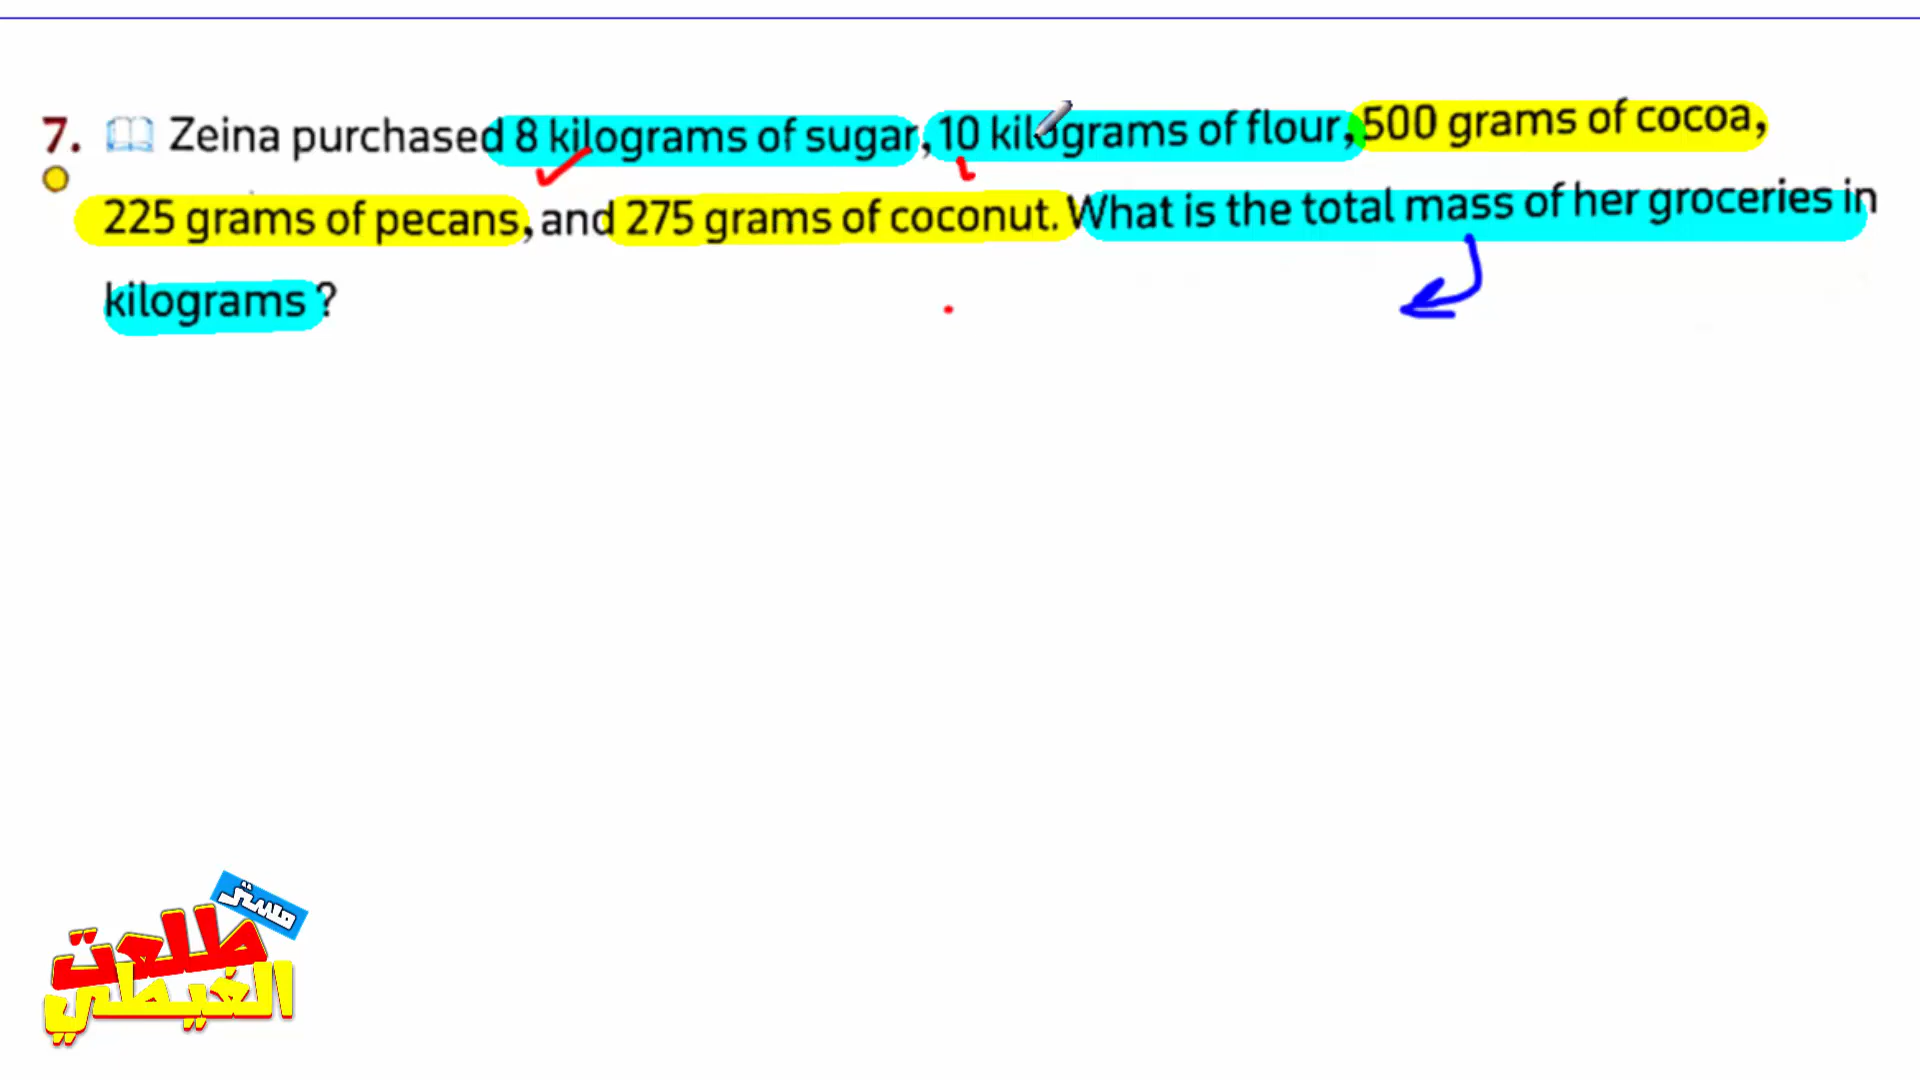 7. Zeina purchased 8 kilograms of sugar, 10 kilograms of flour, 500 grams of cocoa,
225 grams of pecans, and 275 grams of coconut. What is the total mass of her groceries in
kilograms ?
مستر
طلعت
الغيطي